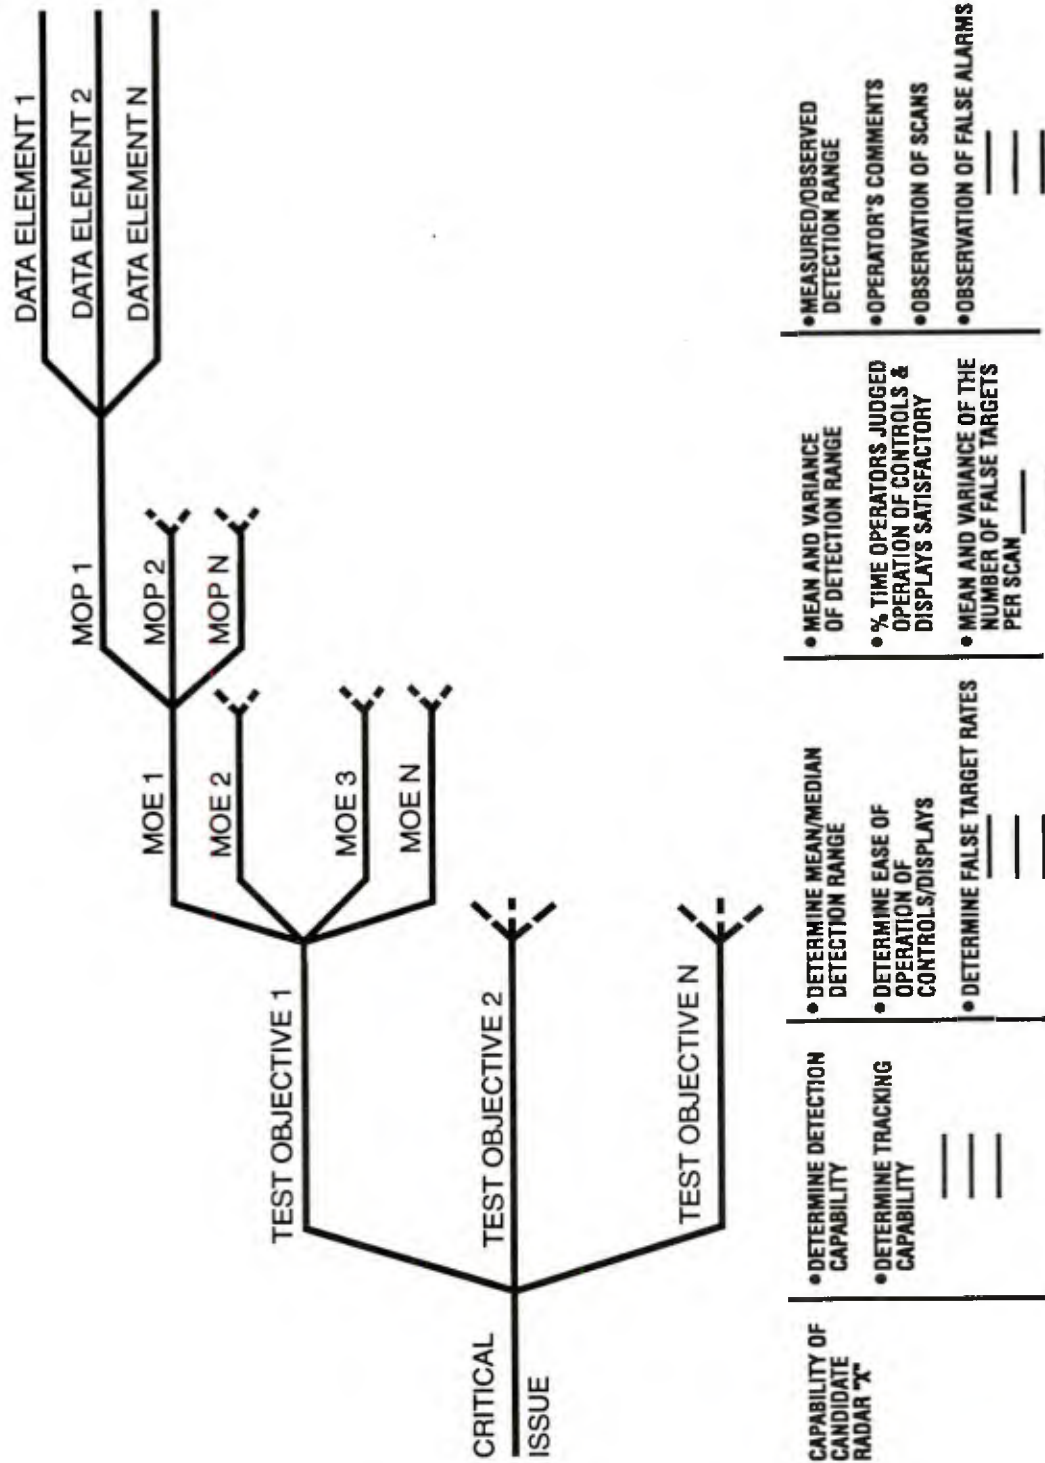 CRITICAL
ISSUE
TEST OBJECTIVE 1
TEST OBJECTIVE 2
TEST OBJECTIVE N
MOE 1
MOE 2
MOE 3
MOE N
MOP 1
MOP 2
MOP N
DATA ELEMENT 1
DATA ELEMENT 2
DATA ELEMENT N
CAPABILITY OF
CANDIDATE
RADAR "X"
•DETERMINE DETECTION
CAPABILITY
•DETERMINE TRACKING
CAPABILITY
• DETERMINE MEAN/MEDIAN
DETECTION RANGE
• DETERMINE EASE OF
OPERATION OF
CONTROLS/DISPLAYS
• DETERMINE FALSE TARGET RATES
• MEAN AND VARIANCE
OF DETECTION RANGE
• % TIME OPERATORS JUDGED
OPERATION OF CONTROLS &
DISPLAYS SATISFACTORY
• MEAN AND VARIANCE OF THE
NUMBER OF FALSE TARGETS
PER SCAN
•MEASURED/OBSERVED
DETECTION RANGE
•OPERATOR'S COMMENTS
•OBSERVATION OF SCANS
•OBSERVATION OF FALSE ALARMS